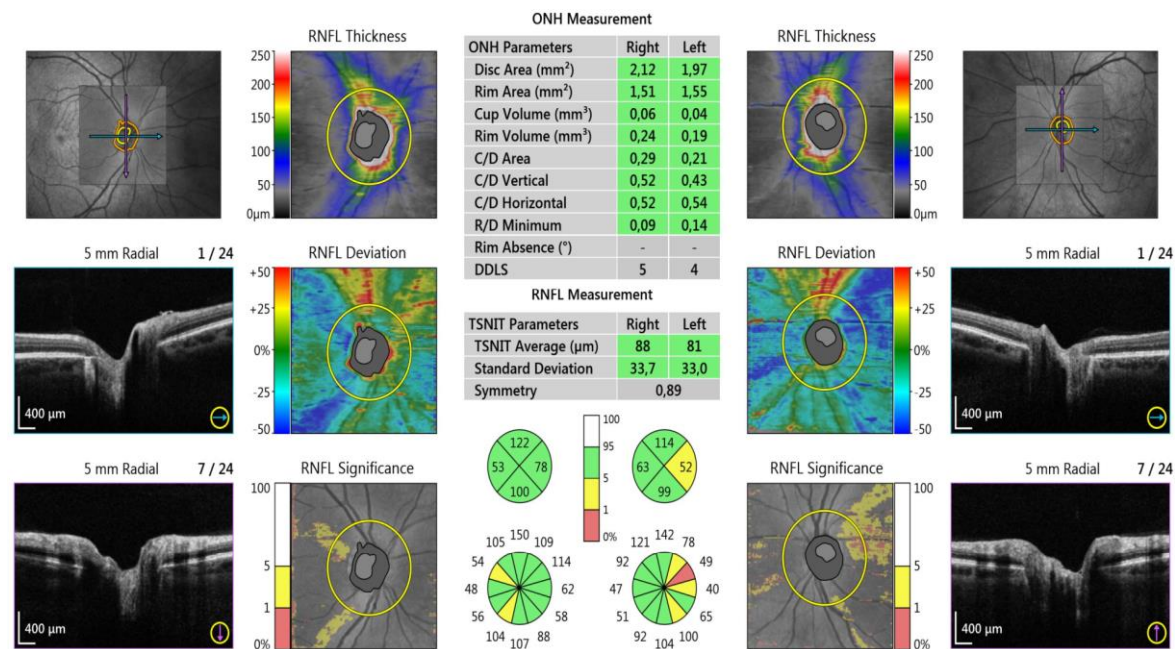 ONH Measurement
RNFL Thickness
250
200
150
100
50
0µm
ONH Parameters Right Left
Disc Area (mm²) 2,12 1,97
Rim Area (mm²) 1,51 1,55
Cup Volume (mm³) 0,06 0,04
Rim Volume (mm³) 0,24 0,19
C/D Area 0,29 0,21
C/D Vertical 0,52 0,43
C/D Horizontal 0,52 0,54
R/D Minimum 0,09 0,14
Rim Absence (°) - -
DDLS 5 4
RNFL Thickness
250
200
150
100
50
0µm
5 mm Radial 1 / 24
400 µm
RNFL Deviation
+50
+25
0%
-25
-50
RNFL Measurement
TSNIT Parameters Right Left
TSNIT Average (µm) 88 81
Standard Deviation 33,7 33,0
Symmetry 0,89
RNFL Deviation
+50
+25
0%
-25
-50
5 mm Radial 1 / 24
400 µm
5 mm Radial 7 / 24
400 µm
RNFL Significance
100
5
1
0%
122
53 78
100
100
95
5
1
0%
114
63 52
99
105 150 109
54 114
48 62
56 58
104 107 88
121 142 78
92 49
47 40
51 65
92 104 100
RNFL Significance
100
5
1
0%
5 mm Radial 7 / 24
400 µm